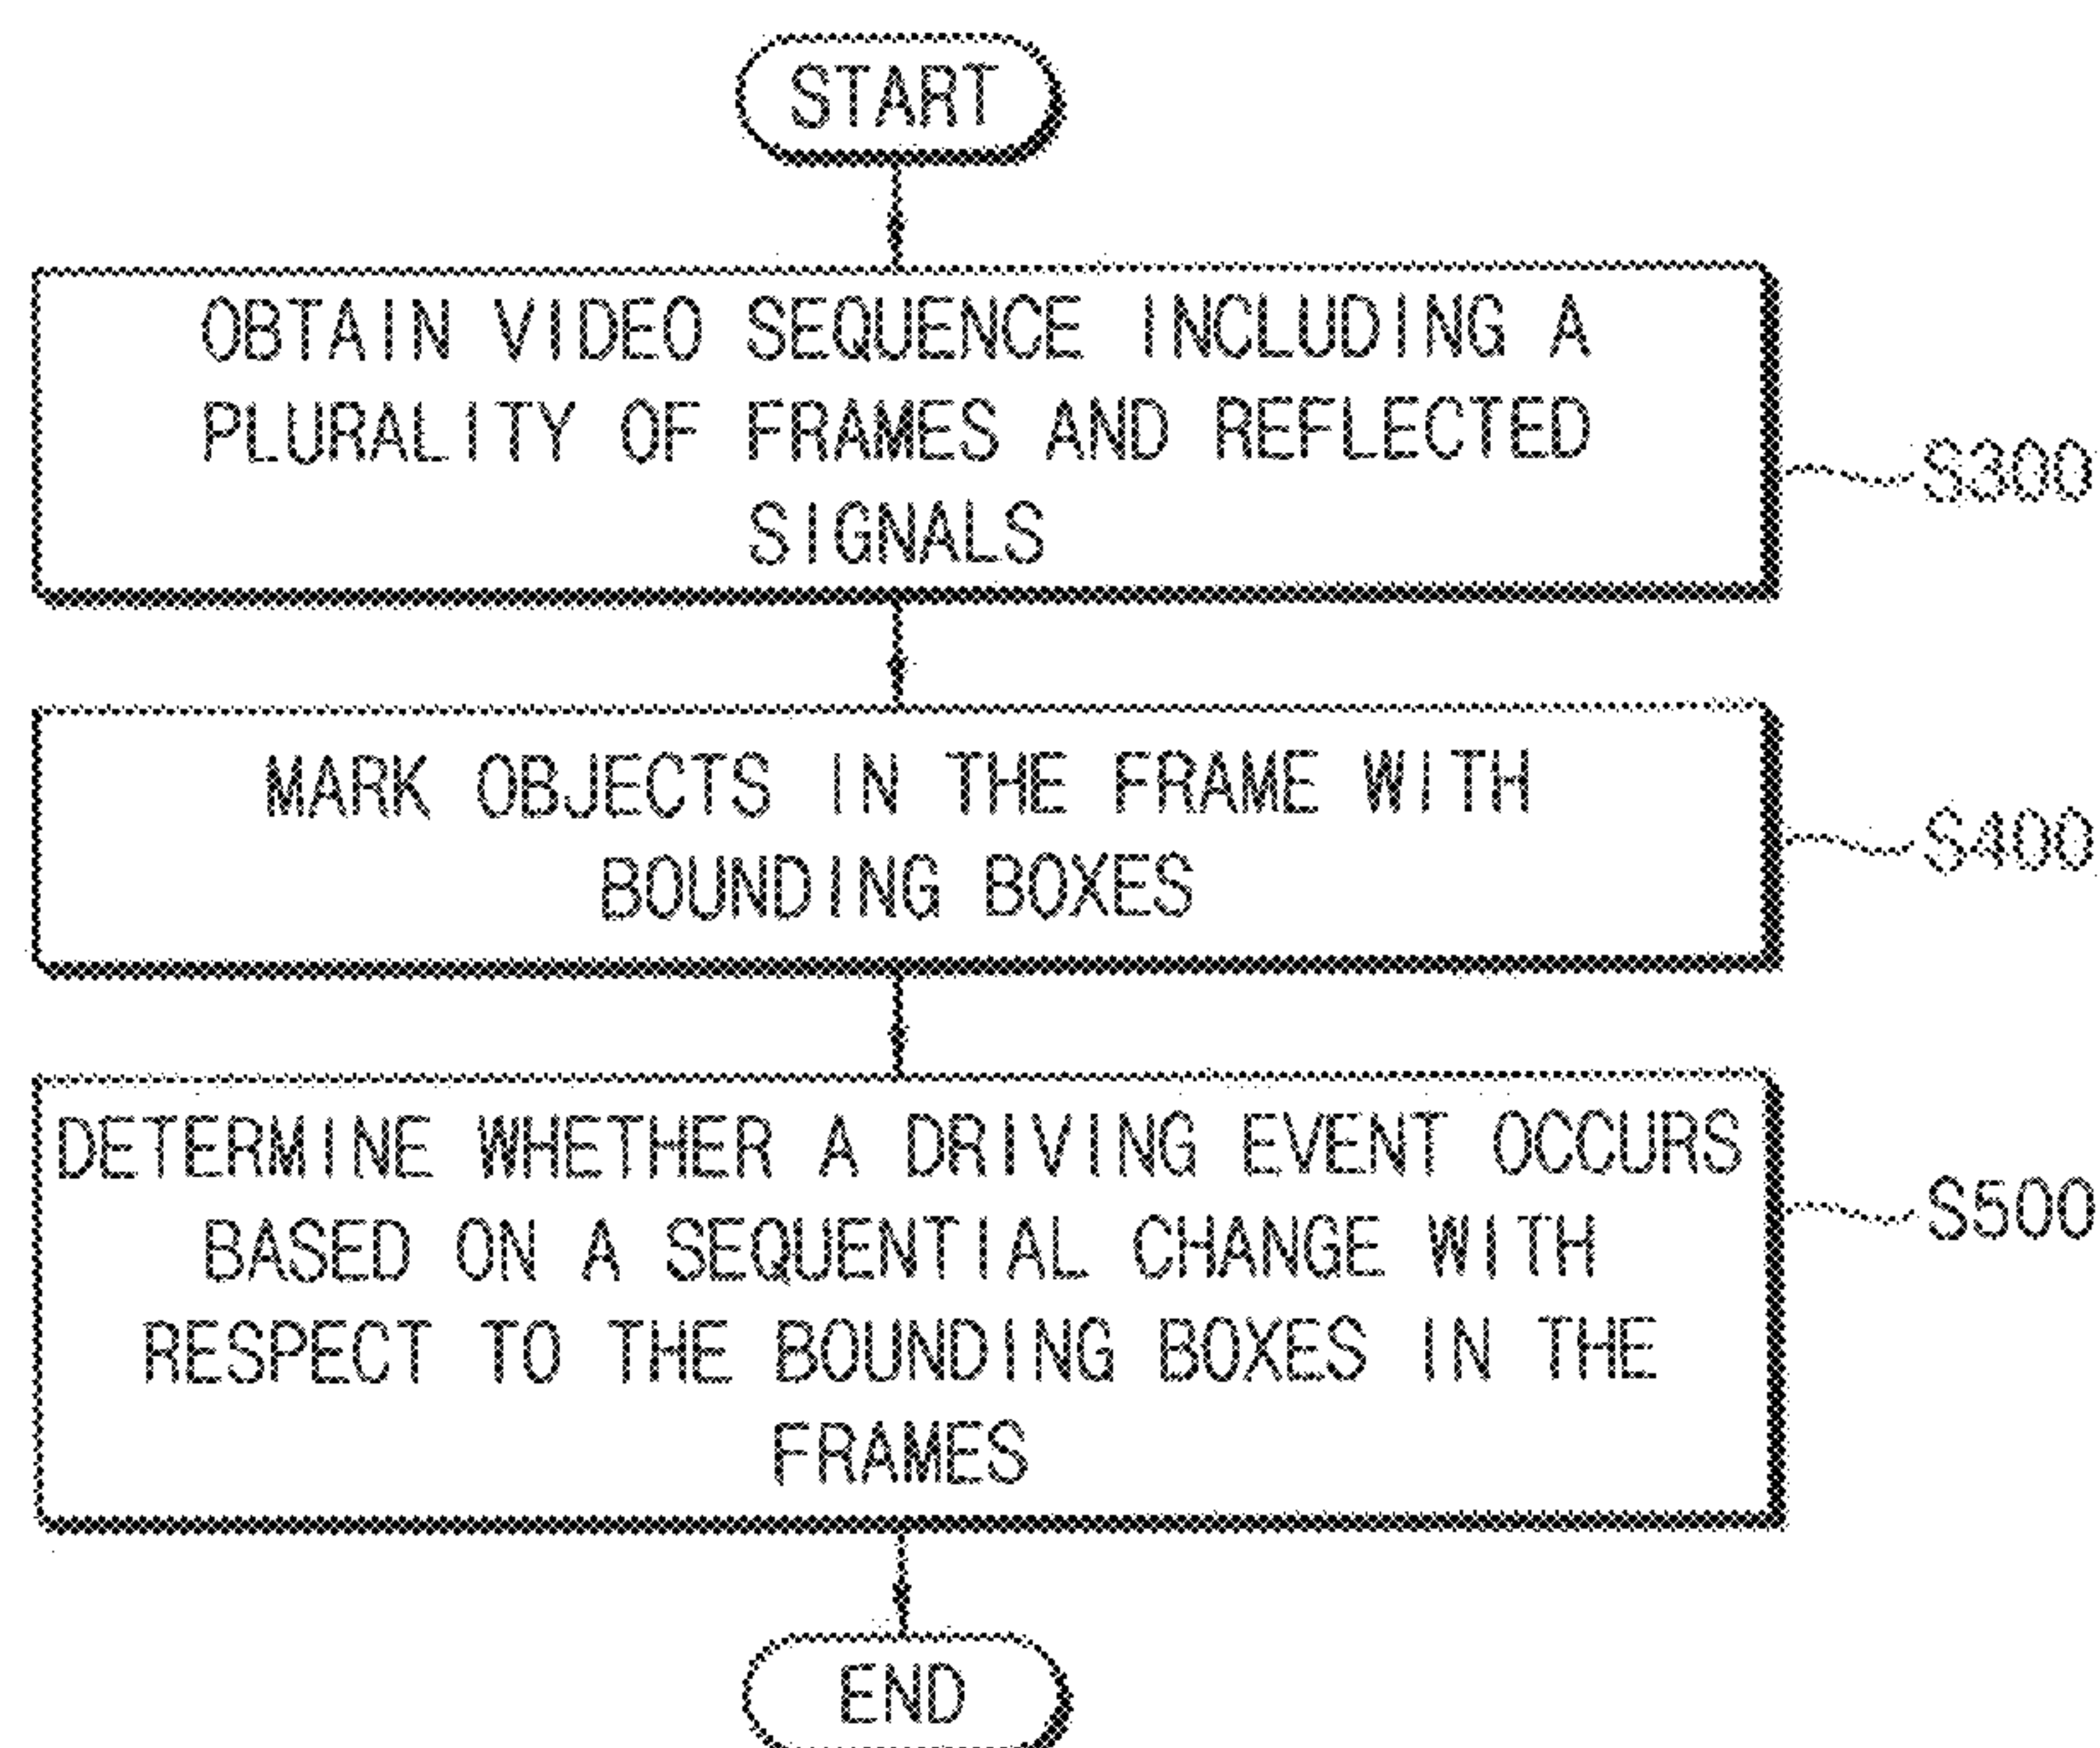 START
OBTAIN VIDEO SEQUENCE INCLUDING A
PLURALITY OF FRAMES AND REFLECTED
SIGNALS
S300
MARK OBJECTS IN THE FRAME WITH
BOUNDING BOXES
S400
DETERMINE WHETHER A DRIVING EVENT OCCURS
BASED ON A SEQUENTIAL CHANGE WITH
RESPECT TO THE BOUNDING BOXES IN THE
FRAMES
S500
END